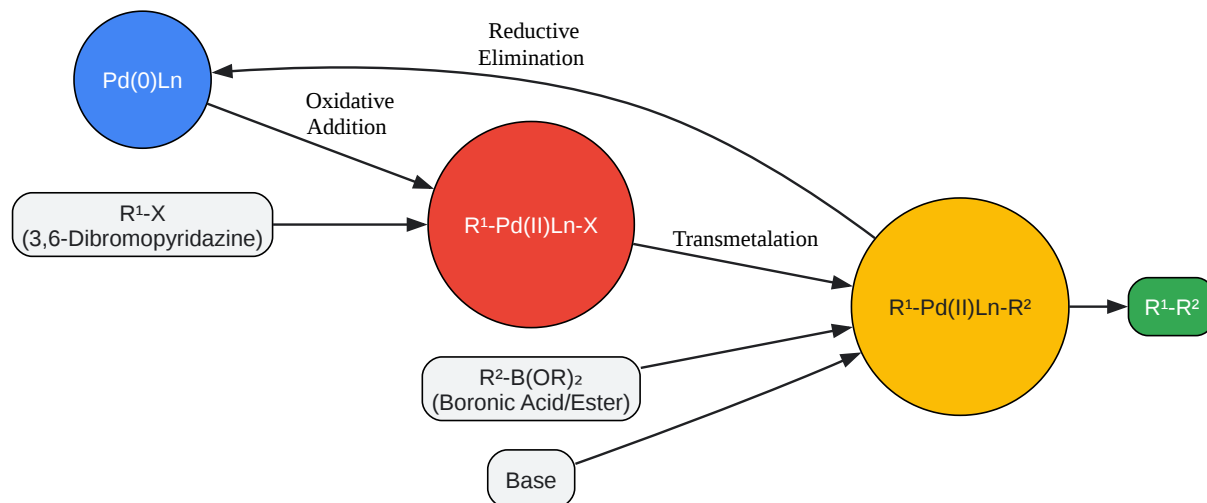 Reductive
Elimination
Pd(0)Ln
Oxidative
Addition
R¹-X
(3,6-Dibromopyridazine)
R¹-Pd(II)Ln-X
Transmetalation
R¹-Pd(II)Ln-R²
R¹-R²
R²-B(OR)₂
(Boronic Acid/Ester)
Base